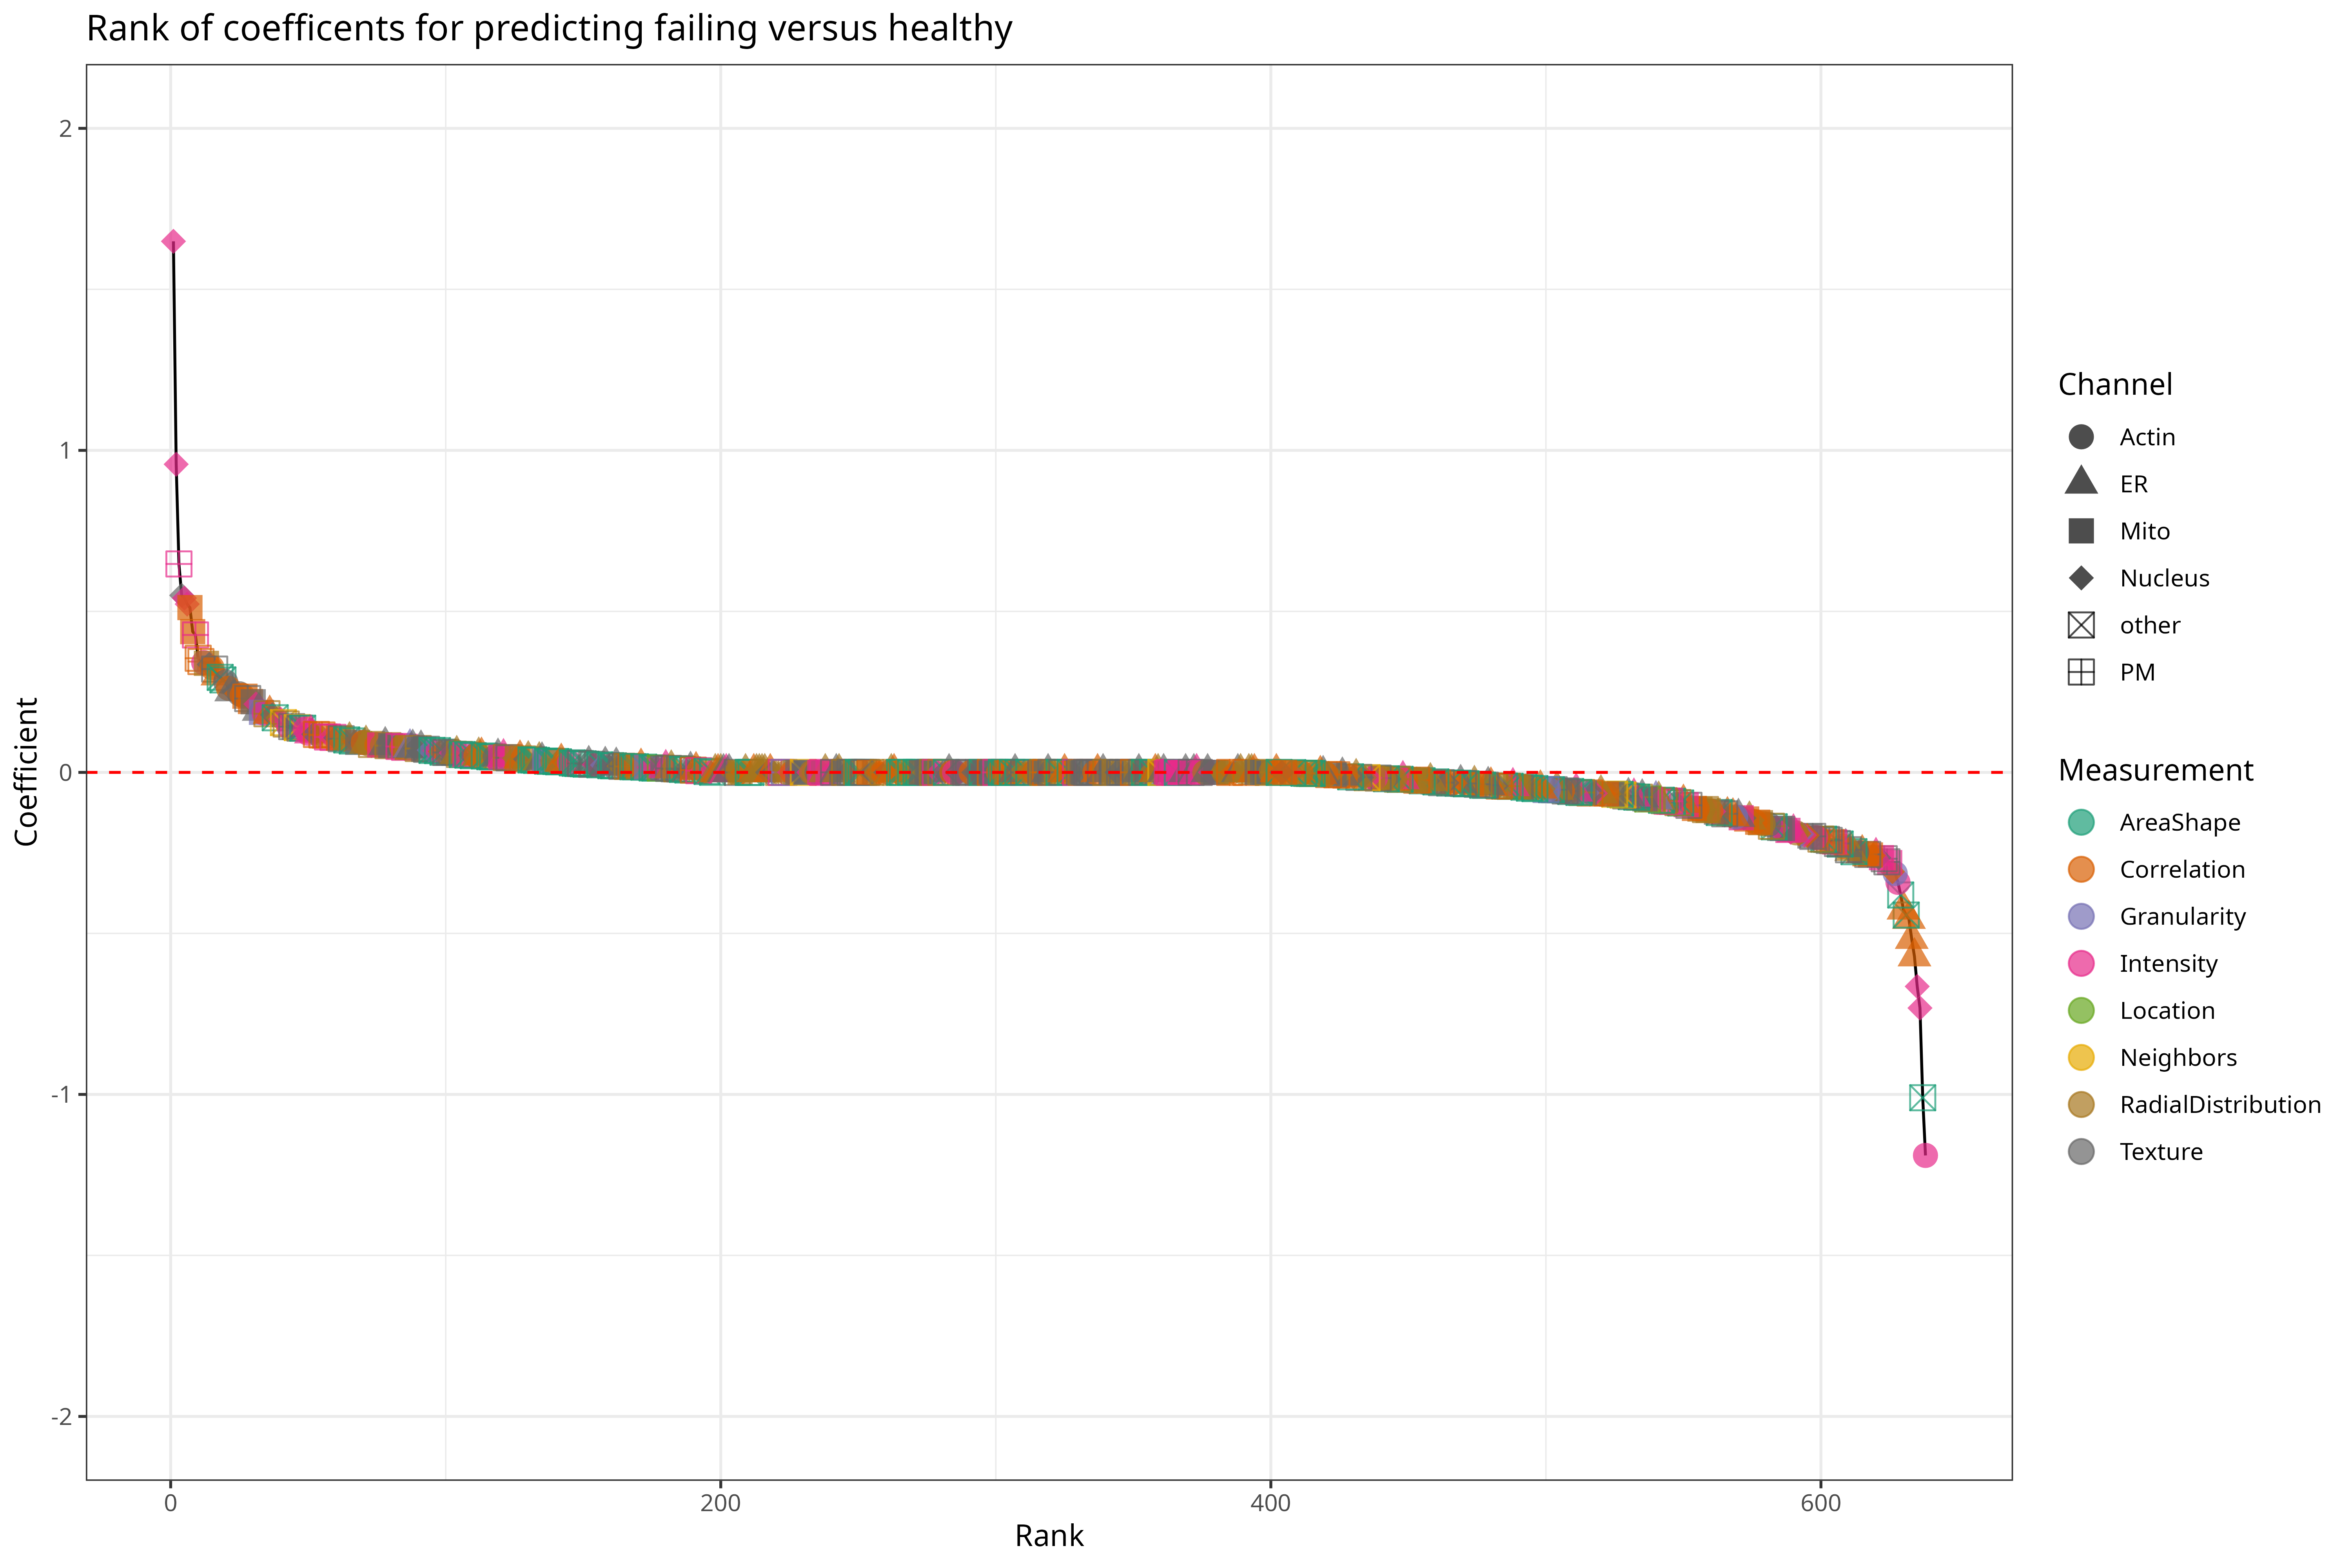 Rank of coefficents for predicting failing versus healthy
2
1
0
-1
-2
Coefficient
0
200
400
600
Rank
Channel
Actin
ER
Mito
Nucleus
other
PM
Measurement
AreaShape
Correlation
Granularity
Intensity
Location
Neighbors
RadialDistribution
Texture